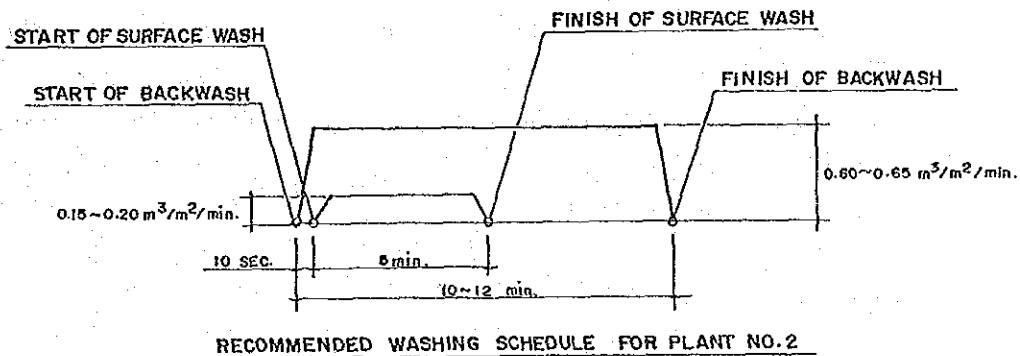 FINISH OF SURFACE WASH
START OF SURFACE WASH
FINISH OF BACKWASH
START OF BACKWASH
0.60~0.65 m³/m²/min.
0.15~0.20 m³/m²/min.
10 SEC.
5 min.
10~12 min.
RECOMMENDED WASHING SCHEDULE FOR PLANT NO.2